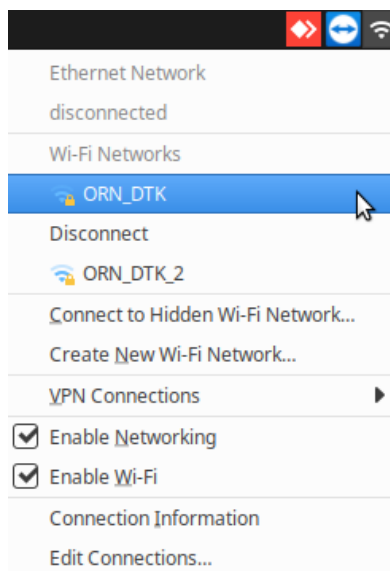 Ethernet Network
disconnected
Wi-Fi Networks
ORN_DTK
Disconnect
ORN_DTK_2
Connect to Hidden Wi-Fi Network...
Create New Wi-Fi Network...
VPN Connections
Enable Networking
Enable Wi-Fi
Connection Information
Edit Connections...